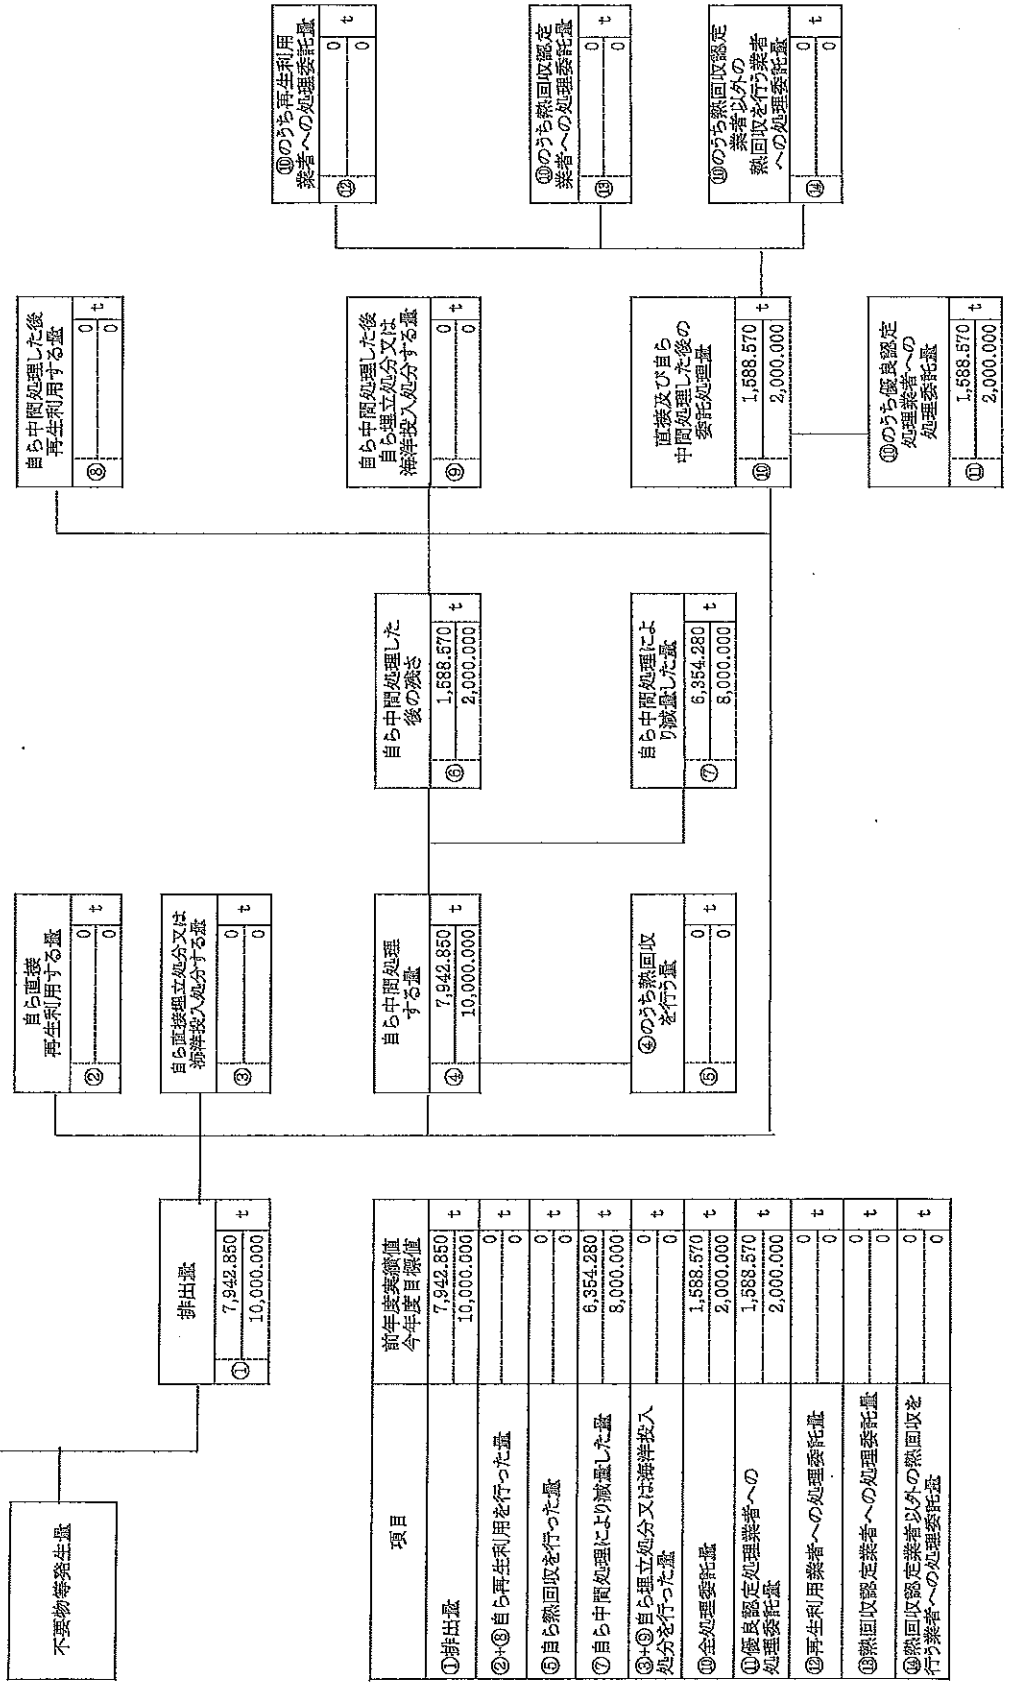 不要物等発生量
排出量
①
7,942.850
10,000.000
t
自ら直接
再生利用する量
②
0
0
t
自ら直接埋立処分又は
海洋投入処分する量
③
0
0
t
自ら中間処理
する量
④
7,942.850
10,000.000
t
④のうち熱回収
を行う量
⑤
0
0
t
自ら中間処理した
後の残さ
⑥
1,588.570
2,000.000
t
自ら中間処理によ
り減量した量
⑦
6,354.280
8,000.000
t
自ら中間処理した後
再生利用する量
⑧
0
0
t
自ら中間処理した後
自ら埋立処分又は
海洋投入処分する量
⑨
0
0
t
直接及び自ら
中間処理した後の
委託処理量
⑩
1,588.570
2,000.000
t
⑩のうち優良認定
処理業者への
処理委託量
⑪
1,588.570
2,000.000
t
⑩のうち再生利用
業者への処理委託量
⑫
0
0
t
⑩のうち熱回収認定
業者への処理委託量
⑬
0
0
t
⑩のうち熱回収認定
業者以外の
熱回収を行う業者
への処理委託量
⑭
0
0
t
項目
前年度実績値
今年度目標値
①排出量
7,942.850
10,000.000
t
②+⑧自ら再生利用を行った量
0
0
t
⑤自ら熱回収を行った量
0
0
t
⑦自ら中間処理により減量した量
6,354.280
8,000.000
t
③+⑨自ら埋立処分又は海洋投入
処分を行った量
0
0
t
⑩全処理委託量
1,588.570
2,000.000
t
⑪優良認定処理業者への
処理委託量
1,588.570
2,000.000
t
⑫再生利用業者への処理委託量
0
0
t
⑬熱回収認定業者への処理委託量
0
0
t
⑭熱回収認定業者以外の熱回収を
行う業者への処理委託量
0
0
t